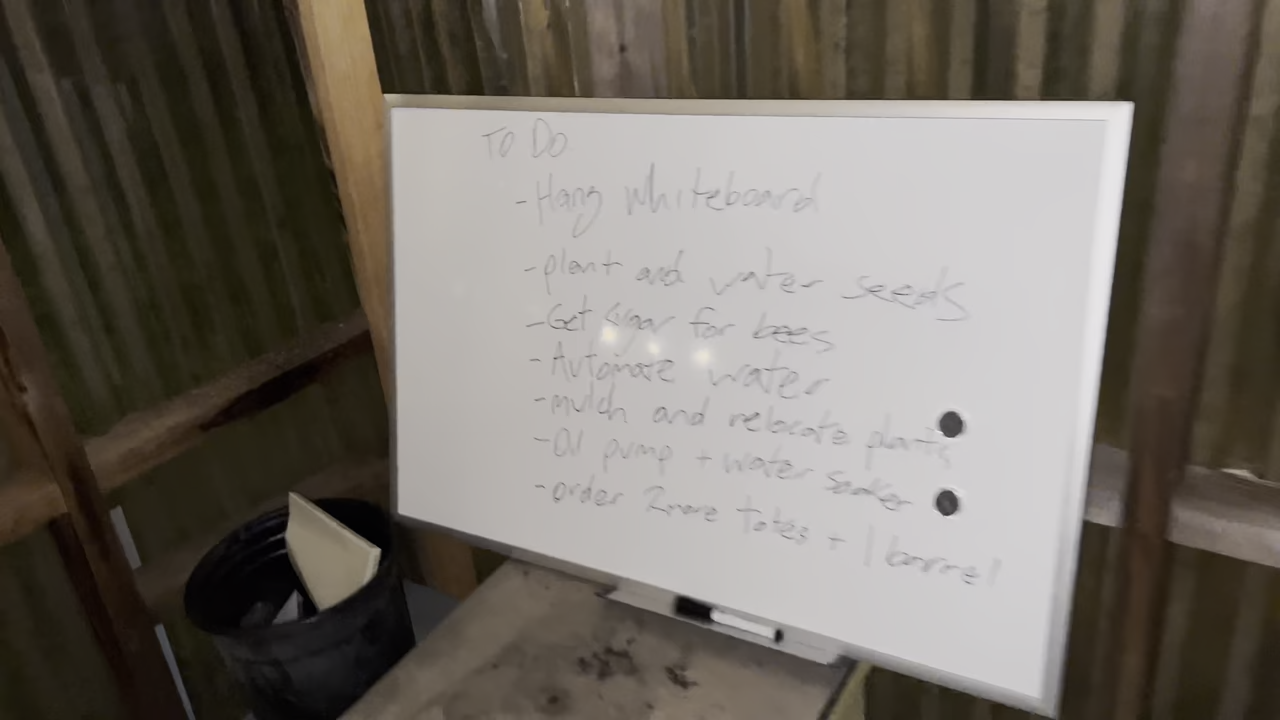 TO DO
- Hang whiteboard
- plant and water seeds
- Get sugar for bees
- Automate water
- mulch and relocate plants
- Oil pump + water soaker
- order 2 more totes + 1 barrel